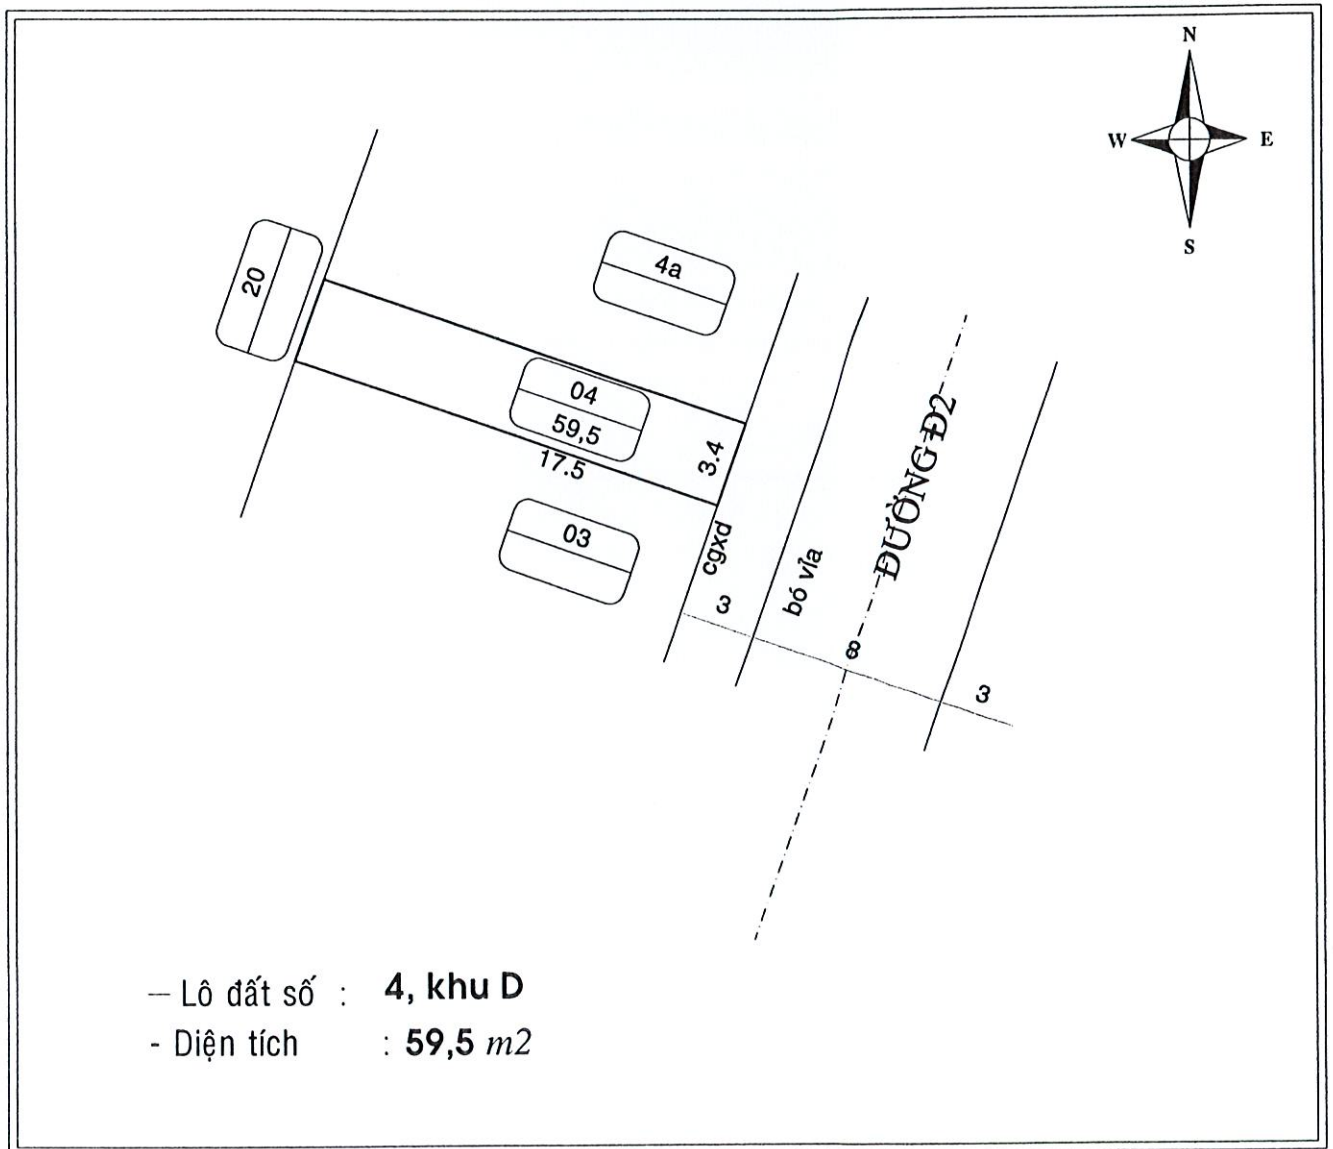 N
W
E
S
20
4a
04
59,5
17.5
3.4
03
cgxd
bó vỉa
ĐƯỜNG Đ2
3
8
3
– Lô đất số : 4, khu D
- Diện tích : 59,5 m2